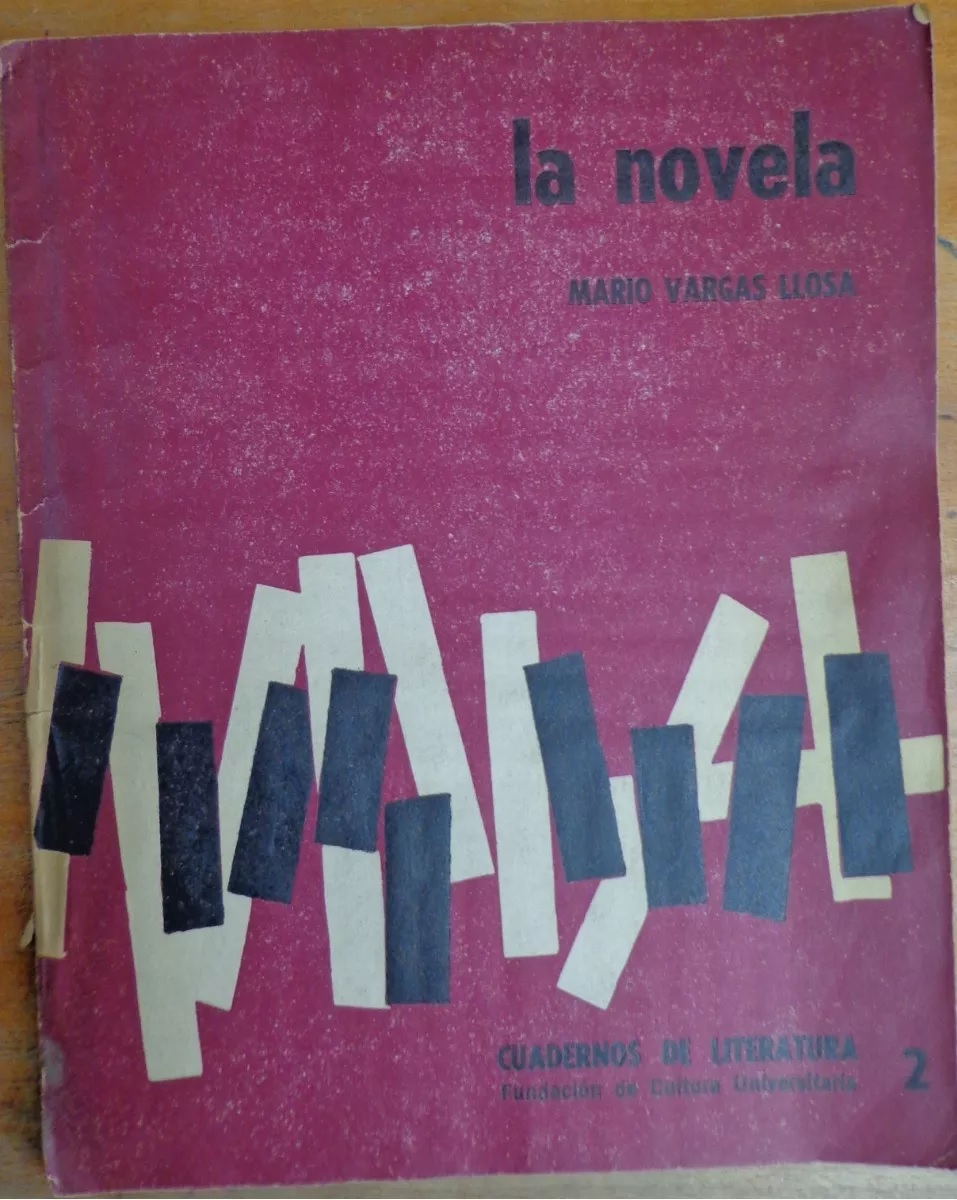 la novela
MARIO VARGAS LLOSA
CUADERNOS DE LITERATURA
Fundación de Cultura Universitaria
2